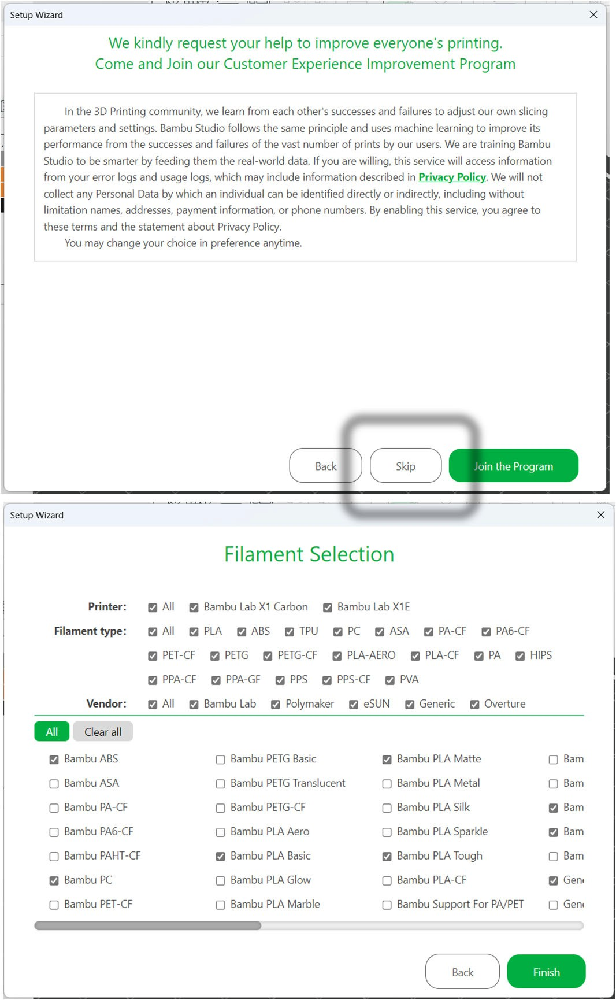 Setup Wizard
We kindly request your help to improve everyone's printing.
Come and Join our Customer Experience Improvement Program
In the 3D Printing community, we learn from each other's successes and failures to adjust our own slicing
parameters and settings. Bambu Studio follows the same principle and uses machine learning to improve its
performance from the successes and failures of the vast number of prints by our users. We are training Bambu
Studio to be smarter by feeding them the real-world data. If you are willing, this service will access information
from your error logs and usage logs, which may include information described in Privacy Policy. We will not
collect any Personal Data by which an individual can be identified directly or indirectly, including without
limitation names, addresses, payment information, or phone numbers. By enabling this service, you agree to
these terms and the statement about Privacy Policy.
You may change your choice in preference anytime.
Back Skip Join the Program
Setup Wizard
Filament Selection
Printer: All Bambu Lab X1 Carbon Bambu Lab X1E
Filament type: All PLA ABS TPU PC ASA PA-CF PA6-CF
PET-CF PETG PETG-CF PLA-AERO PLA-CF PA HIPS
PPA-CF PPA-GF PPS PPS-CF PVA
Vendor: All Bambu Lab Polymaker eSUN Generic Overture
All Clear all
Bambu ABS Bambu PETG Basic Bambu PLA Matte Bam
Bambu ASA Bambu PETG Translucent Bambu PLA Metal Bam
Bambu PA-CF Bambu PETG-CF Bambu PLA Silk Bam
Bambu PA6-CF Bambu PLA Aero Bambu PLA Sparkle Bam
Bambu PAHT-CF Bambu PLA Basic Bambu PLA Tough Bam
Bambu PC Bambu PLA Glow Bambu PLA-CF Gene
Bambu PET-CF Bambu PLA Marble Bambu Support For PA/PET Gene
Back Finish